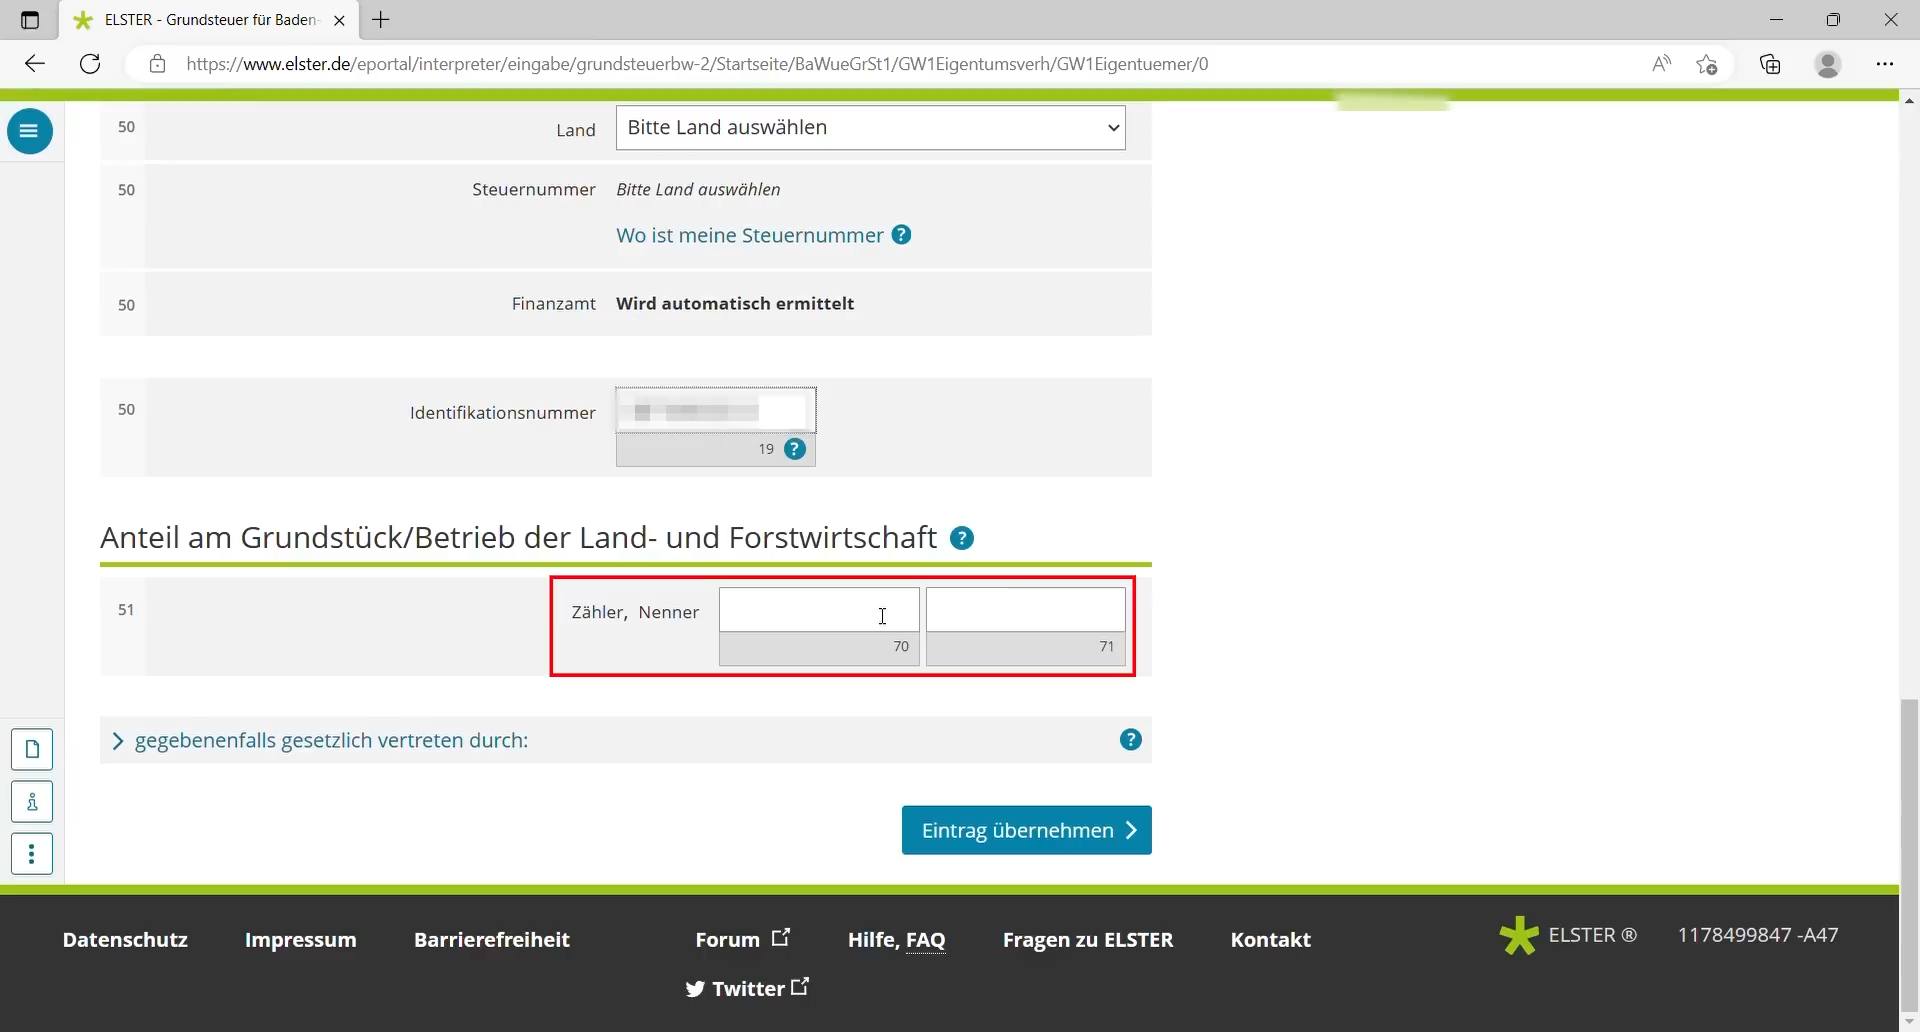 ELSTER - Grundsteuer für Baden-
https://www.elster.de/eportal/interpreter/eingabe/grundsteuerbw-2/Startseite/BaWueGrSt1/GW1Eigentumsverh/GW1Eigentuemer/0
50 Land Bitte Land auswählen
50 Steuernummer Bitte Land auswählen
Wo ist meine Steuernummer ?
50 Finanzamt Wird automatisch ermittelt
50 Identifikationsnummer
19 ?
Anteil am Grundstück/Betrieb der Land- und Forstwirtschaft ?
51 Zähler, Nenner
70 71
gegebenenfalls gesetzlich vertreten durch: ?
Eintrag übernehmen
Datenschutz Impressum Barrierefreiheit Forum Hilfe, FAQ Fragen zu ELSTER Kontakt ELSTER ® 1178499847 -A47
Twitter